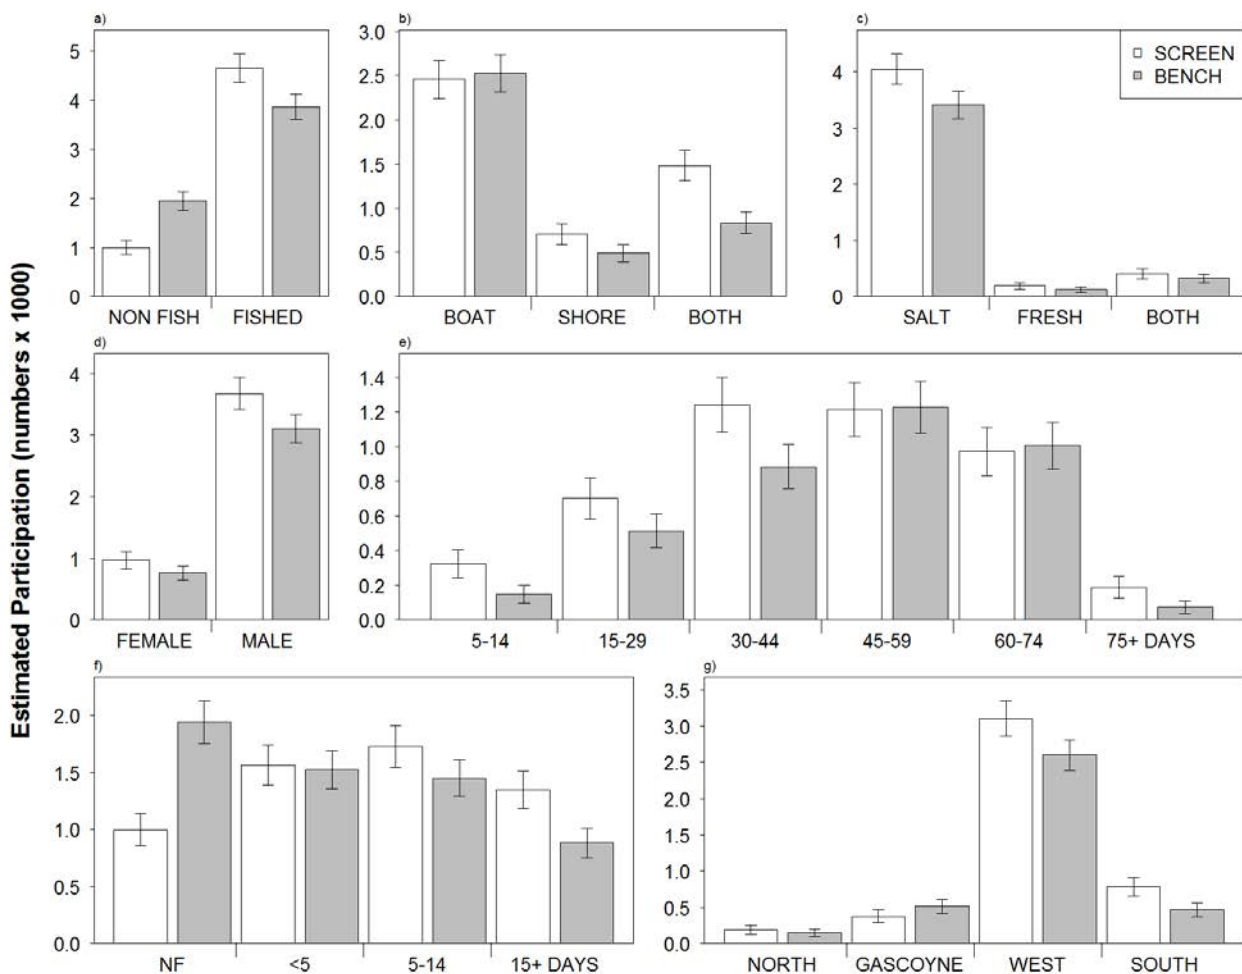 a)
b)
c)
5
4
3
2
1
0
NON FISH FISHED
3.0
2.5
2.0
1.5
1.0
0.5
0.0
BOAT SHORE BOTH
4
3
2
1
0
SALT FRESH BOTH
SCREEN
BENCH
Estimated Participation (numbers x 1000)
d)
e)
4
3
2
1
0
FEMALE MALE
1.4
1.2
1.0
0.8
0.6
0.4
0.2
0.0
5-14 15-29 30-44 45-59 60-74 75+ DAYS
f)
g)
2.0
1.5
1.0
0.5
0.0
NF <5 5-14 15+ DAYS
3.5
3.0
2.5
2.0
1.5
1.0
0.5
0.0
NORTH GASCOYNE WEST SOUTH